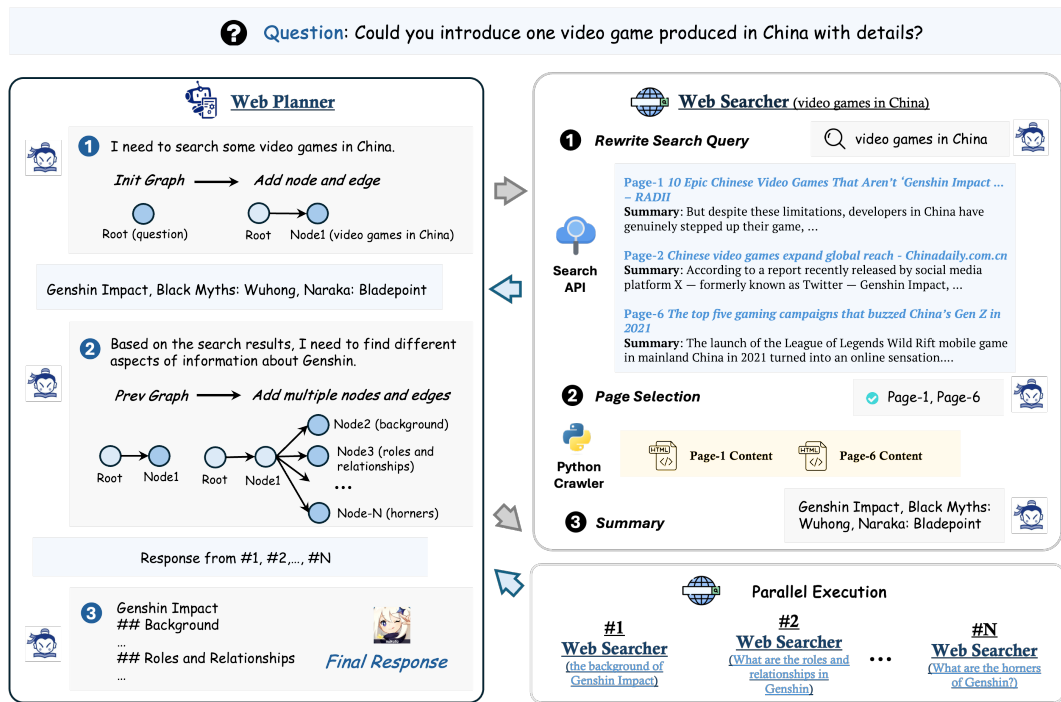 Question: Could you introduce one video game produced in China with details?
Web Planner
1 I need to search some video games in China.
Init Graph Add node and edge
Root (question)
Root Node1 (video games in China)
Genshin Impact, Black Myths: Wuhong, Naraka: Bladepoint
2 Based on the search results, I need to find different
aspects of information about Genshin.
Prev Graph Add multiple nodes and edges
Root Node1
Root Node1
Node2 (background)
Node3 (roles and
relationships)
...
Node-N (horners)
Response from #1, #2,..., #N
3 Genshin Impact
## Background
...
## Roles and Relationships
...
Final Response
Web Searcher (video games in China)
1 Rewrite Search Query
video games in China
Search
API
Page-1 10 Epic Chinese Video Games That Aren't 'Genshin Impact ...
– RADII
Summary: But despite these limitations, developers in China have
genuinely stepped up their game, ...
Page-2 Chinese video games expand global reach - Chinadaily.com.cn
Summary: According to a report recently released by social media
platform X — formerly known as Twitter — Genshin Impact, ...
Page-6 The top five gaming campaigns that buzzed China's Gen Z in
2021
Summary: The launch of the League of Legends Wild Rift mobile game
in mainland China in 2021 turned into an online sensation....
2 Page Selection
Page-1, Page-6
Python
Crawler
HTML
Page-1 Content
HTML
Page-6 Content
3 Summary
Genshin Impact, Black Myths:
Wuhong, Naraka: Bladepoint
Parallel Execution
#1
Web Searcher
(the background of
Genshin Impact)
#2
Web Searcher
(What are the roles and
relationships in
Genshin)
...
#N
Web Searcher
(What are the horners
of Genshin?)